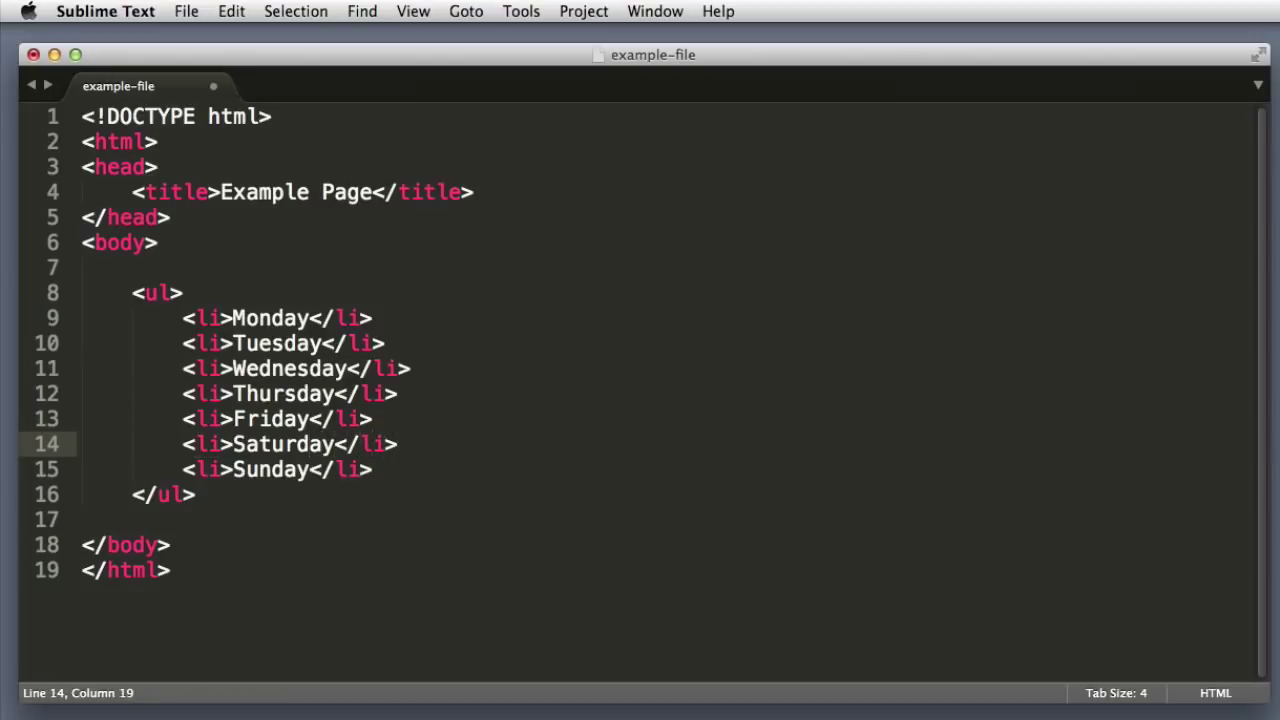 Sublime Text File Edit Selection Find View Goto Tools Project Window Help
example-file
example-file
1 <!DOCTYPE html>
2 <html>
3 <head>
4     <title>Example Page</title>
5 </head>
6 <body>
7
8     <ul>
9         <li>Monday</li>
10         <li>Tuesday</li>
11         <li>Wednesday</li>
12         <li>Thursday</li>
13         <li>Friday</li>
14         <li>Saturday</li>
15         <li>Sunday</li>
16     </ul>
17
18 </body>
19 </html>
Line 14, Column 19 Tab Size: 4 HTML